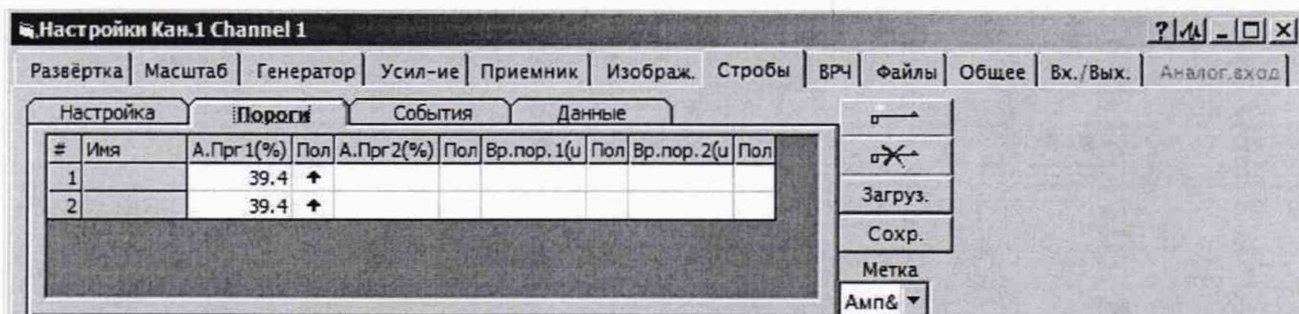 Настройки Кан.1 Channel 1
Развёртка Масштаб Генератор Усил-ие Приемник Изображ. Стробы ВРЧ Файлы Общее Вх./Вых. Аналог.вход
Настройка Пороги События Данные
# Имя А.Прг1(%) Пол А.Прг2(%) Пол Вр.пор.1(u Пол Вр.пор.2(u Пол
1 39.4 ↑
2 39.4 ↑
Загруз.
Сохр.
Метка
Амп&